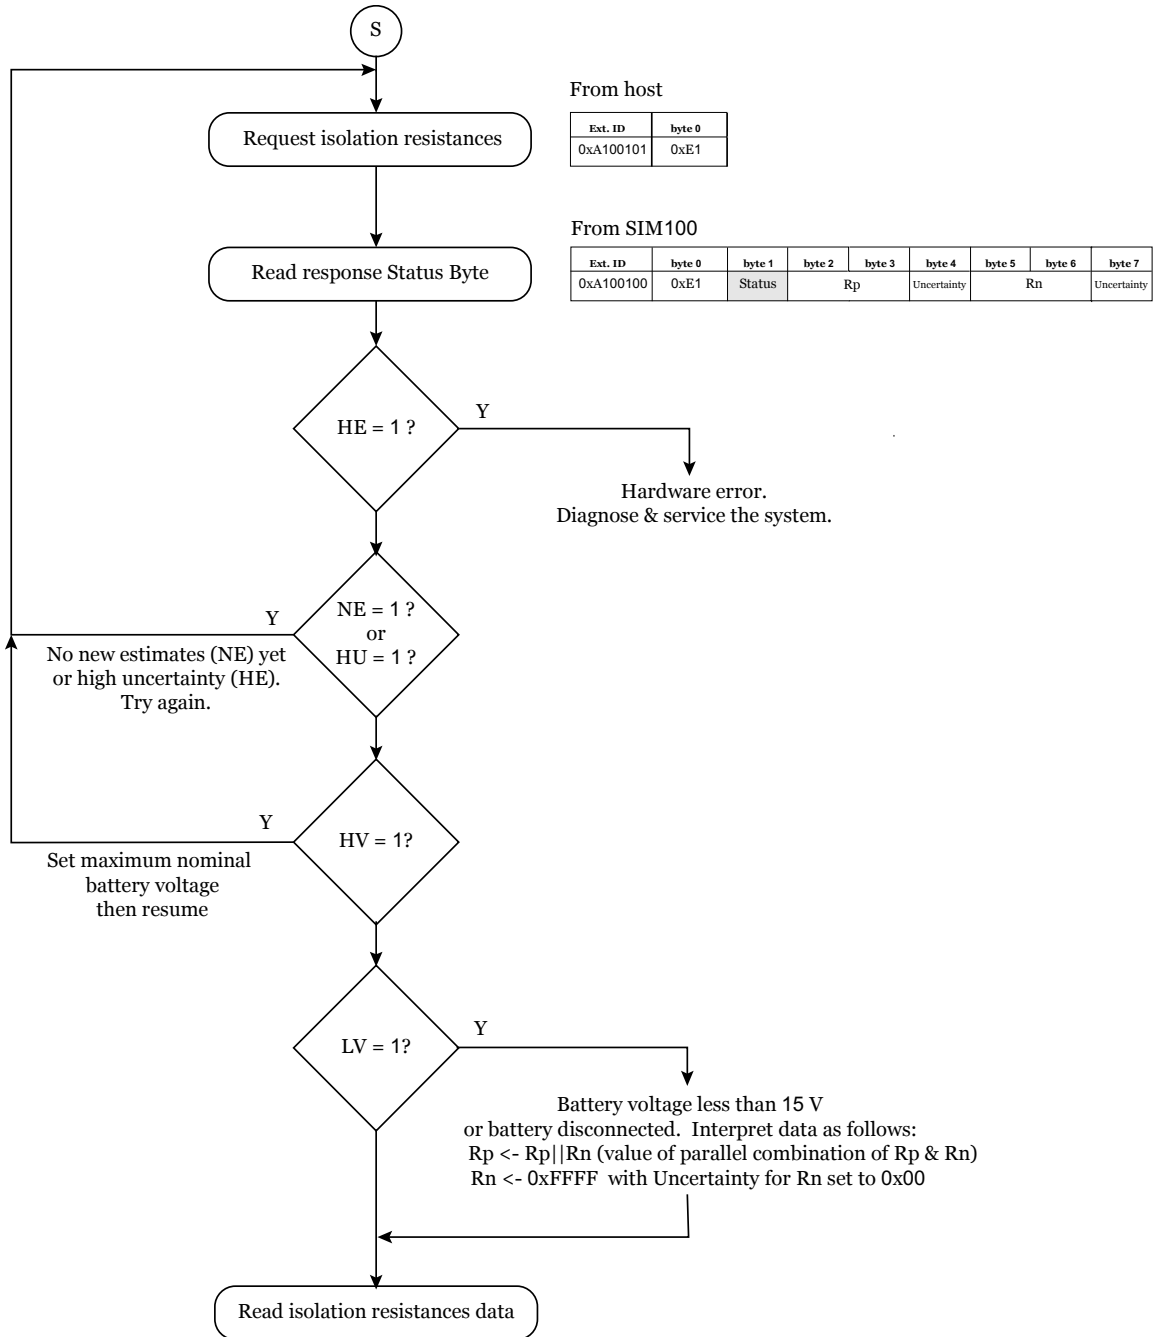 S
From host
Ext. ID byte 0
0xA100101 0xE1
Request isolation resistances
From SIM100
Ext. ID byte 0 byte 1 byte 2 byte 3 byte 4 byte 5 byte 6 byte 7
0xA100100 0xE1 Status Rp Uncertainty Rn Uncertainty
Read response Status Byte
HE = 1 ?
Y
Hardware error.
Diagnose & service the system.
NE = 1 ?
or
HU = 1 ?
Y
No new estimates (NE) yet
or high uncertainty (HE).
Try again.
HV = 1?
Y
Set maximum nominal
battery voltage
then resume
LV = 1?
Y
Battery voltage less than 15 V
or battery disconnected. Interpret data as follows:
Rp <- Rp||Rn (value of parallel combination of Rp & Rn)
Rn <- 0xFFFF with Uncertainty for Rn set to 0x00
Read isolation resistances data